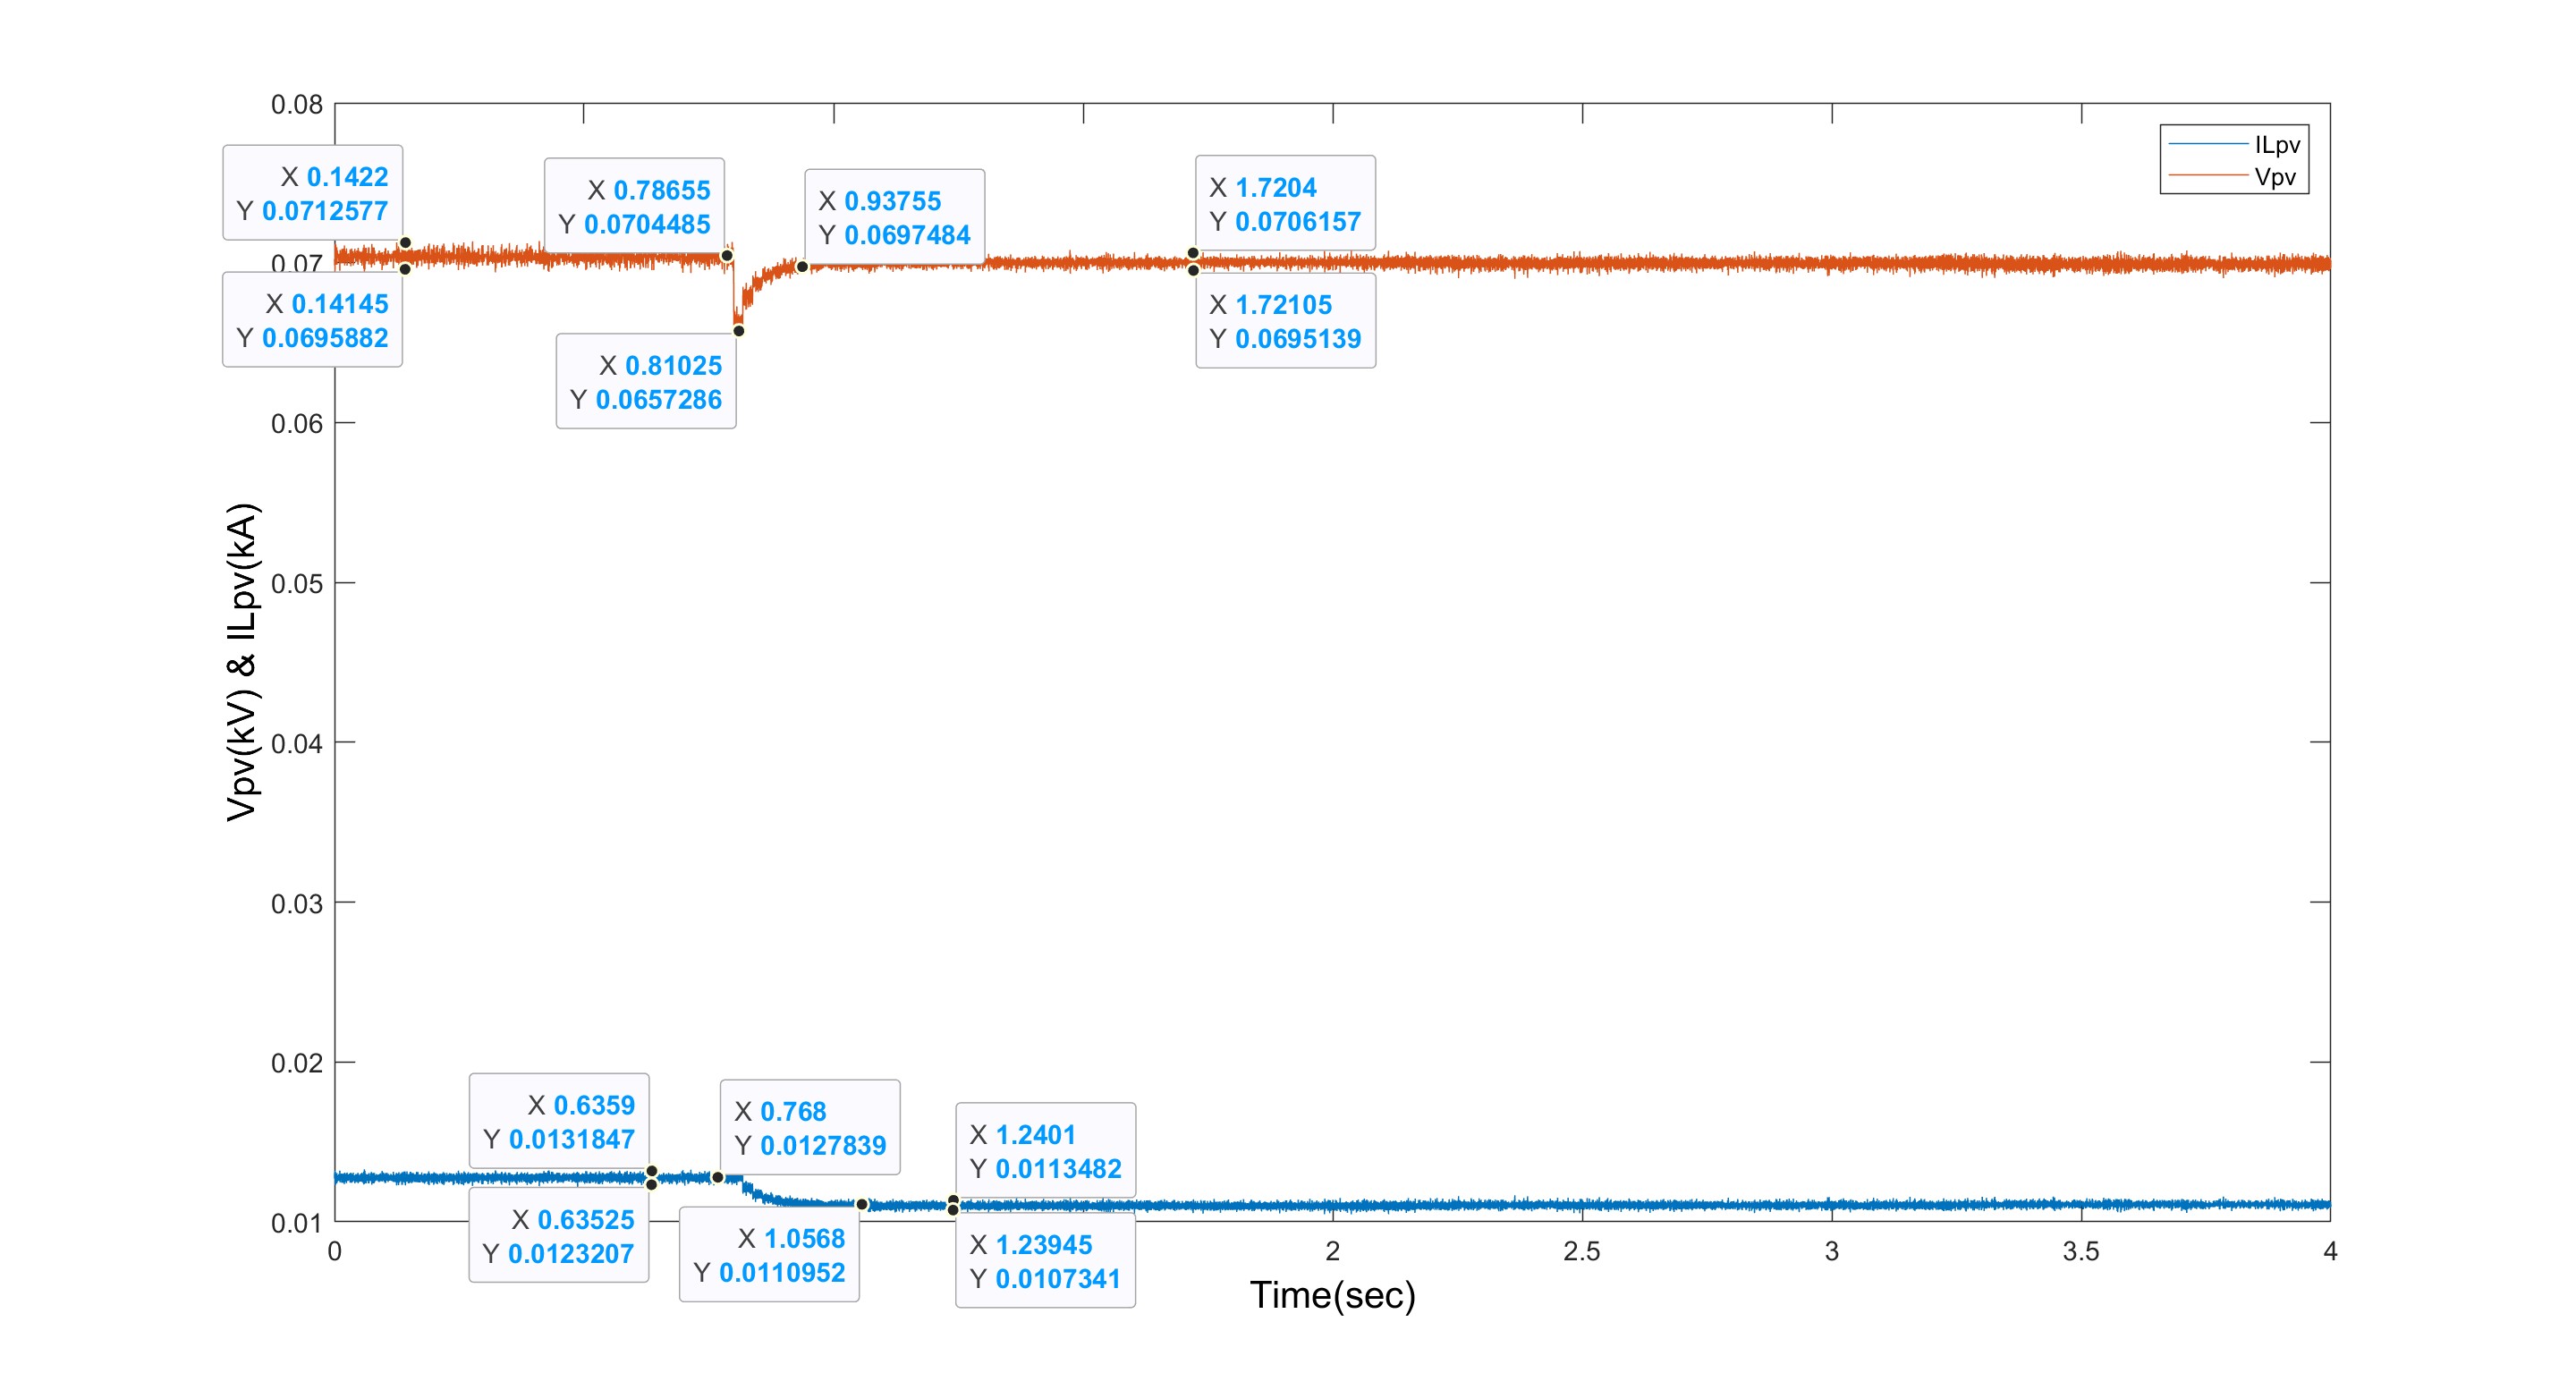 0.08
ILpv
Vpv
X 0.1422
Y 0.0712577
X 0.78655
Y 0.0704485
X 0.93755
Y 0.0697484
X 1.7204
Y 0.0706157
0.07
X 0.14145
Y 0.0695882
X 0.81025
Y 0.0657286
X 1.72105
Y 0.0695139
0.06
0.05
0.04
0.03
0.02
0.01
Vpv(kV) & ILpv(kA)
X 0.6359
Y 0.0131847
X 0.768
Y 0.0127839
X 1.2401
Y 0.0113482
X 0.63525
Y 0.0123207
X 1.0568
Y 0.0110952
X 1.23945
Y 0.0107341
0 2 2.5 3 3.5 4
Time(sec)